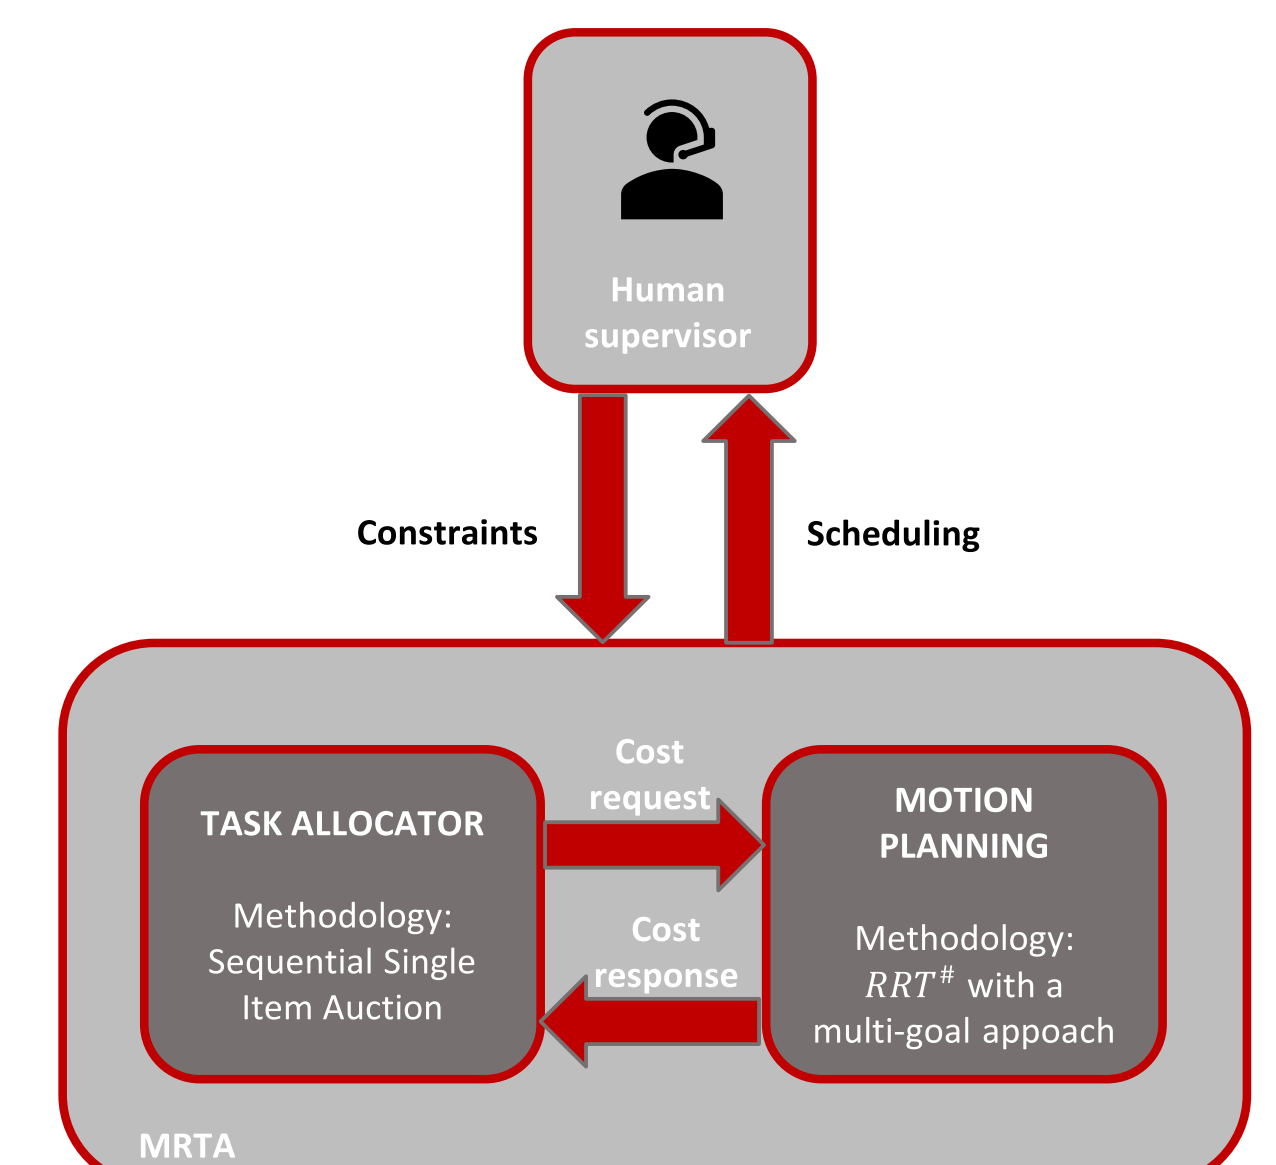 Human
supervisor
Constraints
Scheduling
Cost
request
TASK ALLOCATOR
Methodology:
Sequential Single
Item Auction
MOTION
PLANNING
Methodology:
RRT# with a
multi-goal appoach
Cost
response
MRTA